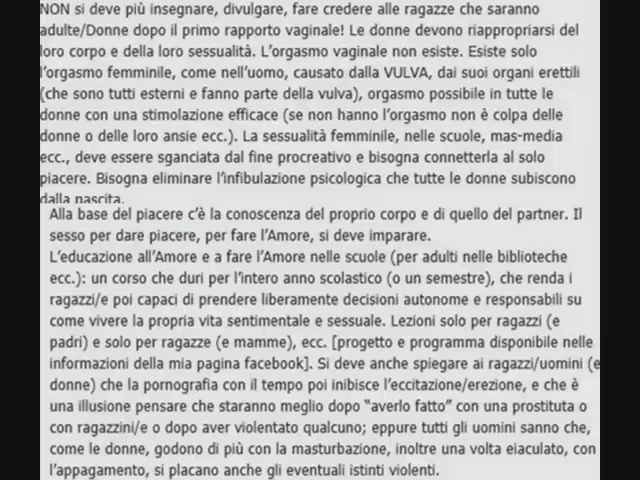 NON si deve più insegnare, divulgare, fare credere alle ragazze che saranno
adulte/Donne dopo il primo rapporto vaginale! Le donne devono riappropriarsi del
loro corpo e della loro sessualità. L'orgasmo vaginale non esiste. Esiste solo
l'orgasmo femminile, come nell'uomo, causato dalla VULVA, dai suoi organi erettili
(che sono tutti esterni e fanno parte della vulva), orgasmo possibile in tutte le
donne con una stimolazione efficace (se non hanno l'orgasmo non è colpa delle
donne o delle loro ansie ecc.). La sessualità femminile, nelle scuole, mas-media
ecc., deve essere sganciata dal fine procreativo e bisogna connetterla al solo
piacere. Bisogna eliminare l'infibulazione psicologica che tutte le donne subiscono
dalla nascita.
Alla base del piacere c'è la conoscenza del proprio corpo e di quello del partner. Il
sesso per dare piacere, per fare l'Amore, si deve imparare.
L'educazione all'Amore e a fare l'Amore nelle scuole (per adulti nelle biblioteche
ecc.): un corso che duri per l'intero anno scolastico (o un semestre), che renda i
ragazzi/e poi capaci di prendere liberamente decisioni autonome e responsabili su
come vivere la propria vita sentimentale e sessuale. Lezioni solo per ragazzi (e
padri) e solo per ragazze (e mamme), ecc. [progetto e programma disponibile nelle
informazioni della mia pagina facebook]. Si deve anche spiegare ai ragazzi/uomini (e
donne) che la pornografia con il tempo poi inibisce l'eccitazione/erezione, e che è
una illusione pensare che staranno meglio dopo "averlo fatto" con una prostituta o
con ragazzini/e o dopo aver violentato qualcuno; eppure tutti gli uomini sanno che,
come le donne, godono di più con la masturbazione, inoltre una volta eiaculato, con
l'appagamento, si placano anche gli eventuali istinti violenti.